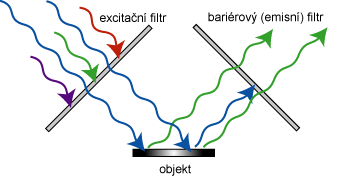 excitační filtr
bariérový (emisní) filtr
objekt